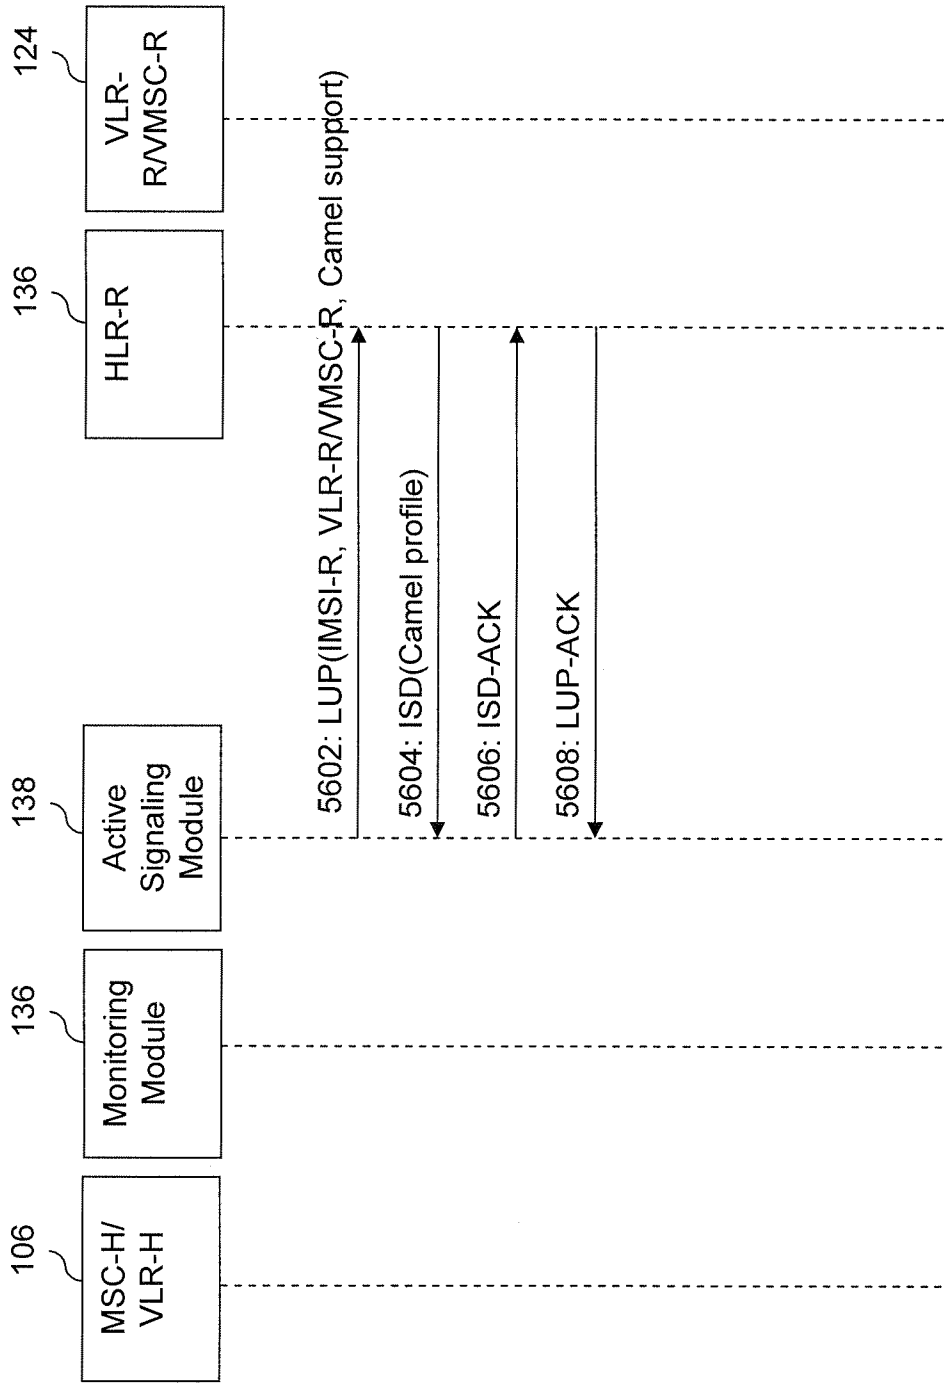 106
MSC-H/
VLR-H
136
Monitoring
Module
138
Active
Signaling
Module
136
HLR-R
124
VLR-
R/VMSC-R
5602: LUP(IMSI-R, VLR-R/VMSC-R, Camel support)
5604: ISD(Camel profile)
5606: ISD-ACK
5608: LUP-ACK